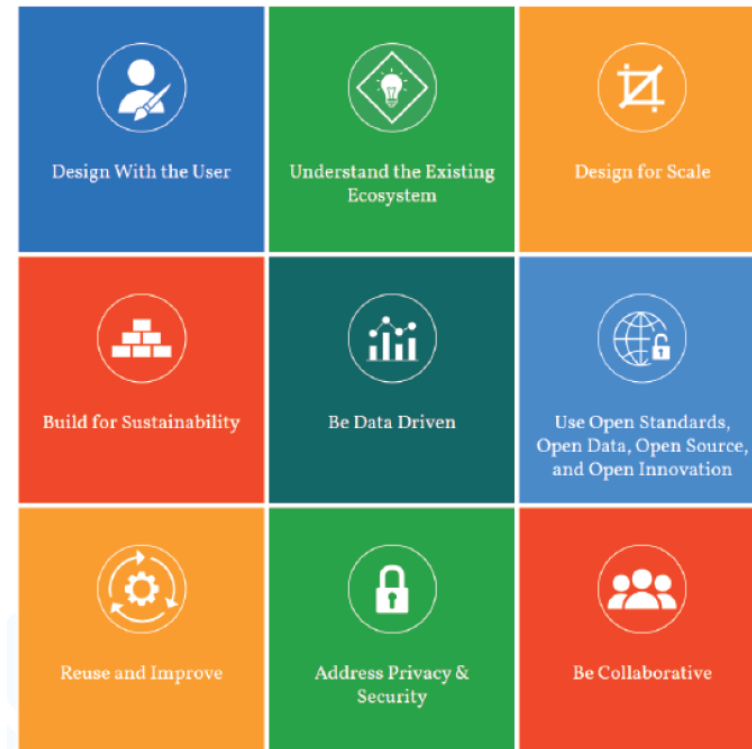 Design With the User
Understand the Existing
Ecosystem
Design for Scale
Build for Sustainability
Be Data Driven
Use Open Standards,
Open Data, Open Source,
and Open Innovation
Reuse and Improve
Address Privacy &
Security
Be Collaborative